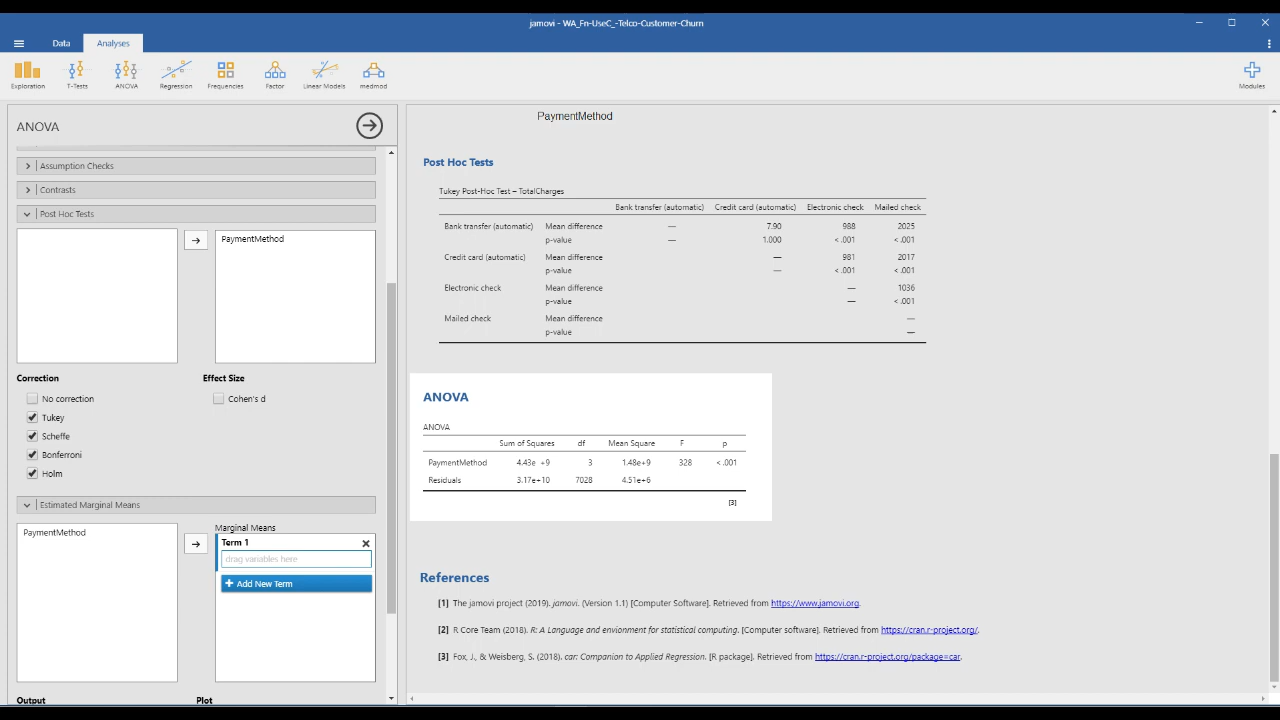 jamovi - WA_Fn-UseC_-Telco-Customer-Churn
Data Analyses
Exploration T-Tests ANOVA Regression Frequencies Factor Linear Models medmod Modules
ANOVA
Assumption Checks
Contrasts
Post Hoc Tests
PaymentMethod
Correction Effect Size
No correction Cohen's d
Tukey
Scheffe
Bonferroni
Holm
Estimated Marginal Means
PaymentMethod
Marginal Means
Term 1
drag variables here
Add New Term
Output Plot
PaymentMethod
Post Hoc Tests
Tukey Post-Hoc Test – TotalCharges
Bank transfer (automatic) Credit card (automatic) Electronic check Mailed check
Bank transfer (automatic) Mean difference — 7.90 988 2025
p-value — 1.000 < .001 < .001
Credit card (automatic) Mean difference — 981 2017
p-value — < .001 < .001
Electronic check Mean difference — 1036
p-value — < .001
Mailed check Mean difference —
p-value —
ANOVA
ANOVA
Sum of Squares df Mean Square F p
PaymentMethod 4.43e +9 3 1.48e+9 328 < .001
Residuals 3.17e+10 7028 4.51e+6
[3]
References
[1] The jamovi project (2019). jamovi. (Version 1.1) [Computer Software]. Retrieved from https://www.jamovi.org.
[2] R Core Team (2018). R: A Language and envionment for statistical computing. [Computer software]. Retrieved from https://cran.r-project.org/.
[3] Fox, J., & Weisberg, S. (2018). car: Companion to Applied Regression. [R package]. Retrieved from https://cran.r-project.org/package=car.